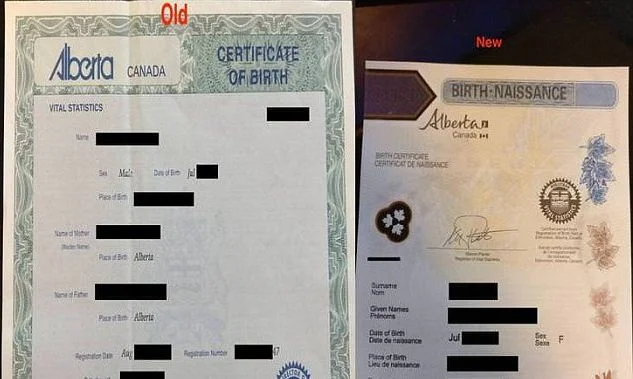 Old
Alberta CANADA
CERTIFICATE
OF BIRTH
VITAL STATISTICS
Name
Sex Male Date of Birth Jul
Place of Birth
Name of Mother
(Maiden Name)
Place of Birth Alberta
Name of Father
Place of Birth Alberta
Registration Date Aug Registration Number 47
New
BIRTH·NAISSANCE
Alberta
Canada
BIRTH CERTIFICATE
CERTIFICAT DE NAISSANCE
Surname
Nom
Given Names
Prénoms
Date of Birth Jul Sex F
Date de naissance Sexe
Place of Birth
Lieu de naissance